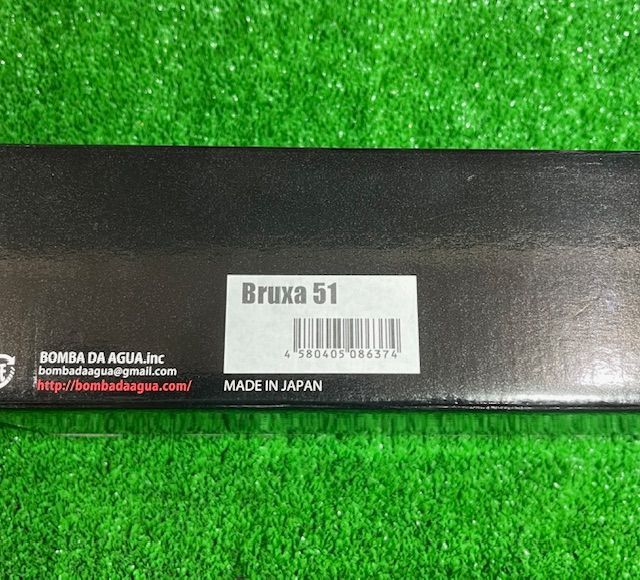 Bruxa 51
4 580405 086374
BOMBA DA AGUA.inc
bombadaagua@gmail.com
http://bombadaagua.com/
MADE IN JAPAN